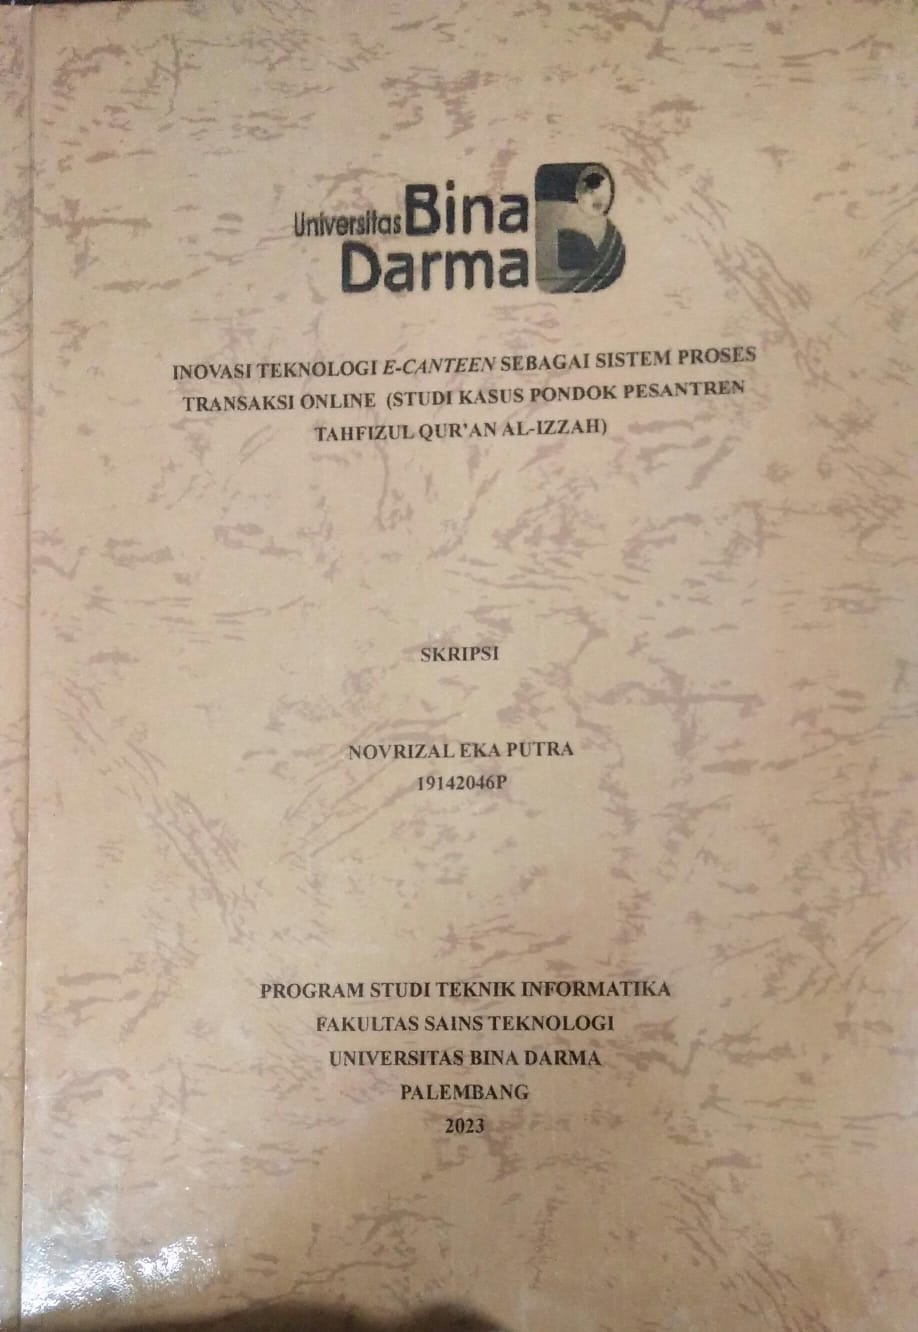 Universitas Bina
Darma
INOVASI TEKNOLOGI E-CANTEEN SEBAGAI SISTEM PROSES
TRANSAKSI ONLINE (STUDI KASUS PONDOK PESANTREN
TAHFIZUL QUR'AN AL-IZZAH)
SKRIPSI
NOVRIZAL EKA PUTRA
19142046P
PROGRAM STUDI TEKNIK INFORMATIKA
FAKULTAS SAINS TEKNOLOGI
UNIVERSITAS BINA DARMA
PALEMBANG
2023